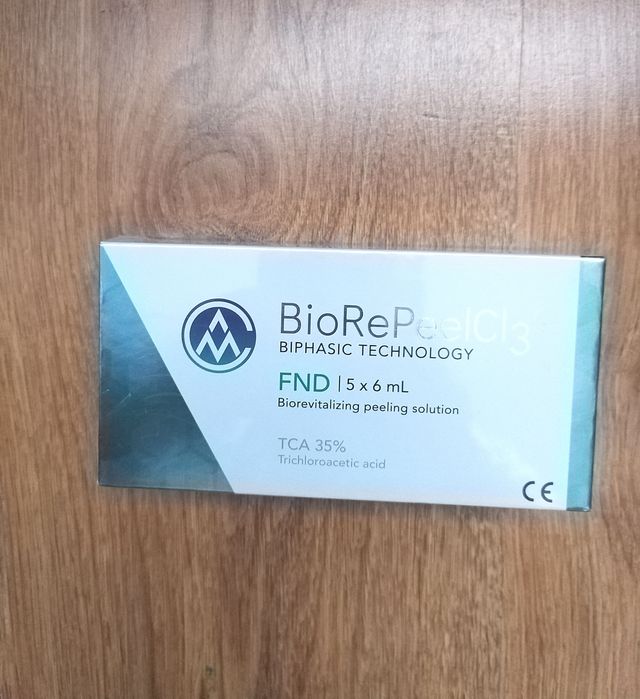 BioRePeelCl3
BIPHASIC TECHNOLOGY
FND | 5 x 6 mL
Biorevitalizing peeling solution
TCA 35%
Trichloroacetic acid
CE